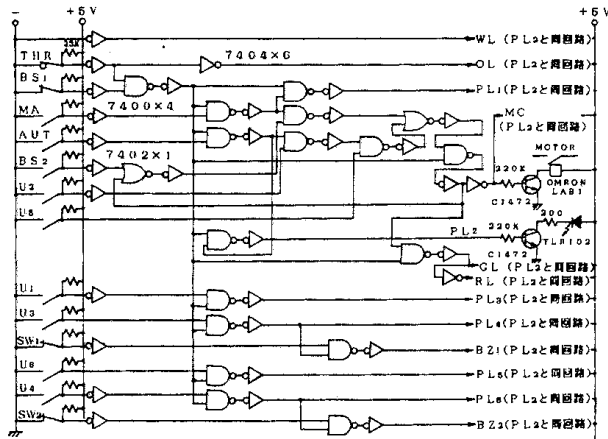 - +5V +5V
25K
WL (PL2と同回路)
THR 7404×6 OL (PL2と同回路)
BS1 PL1(PL2と同回路)
MA 7400×4 MC
(PL2と同回路)
AUT MOTOR
BS2 7402×1 220K
OMRON
LAB1
U2 C1472
U5 220K 200
PL2
C1472 TLR102
GL (PL2と同回路)
RL (PL2と同回路)
U1 PL3(PL2と同回路)
U3 PL4(PL2と同回路)
SW1 BZ1(PL2と同回路)
U6 PL5(PL2と同回路)
U4 PL6(PL2と同回路)
SW2 BZ2(PL2と同回路)